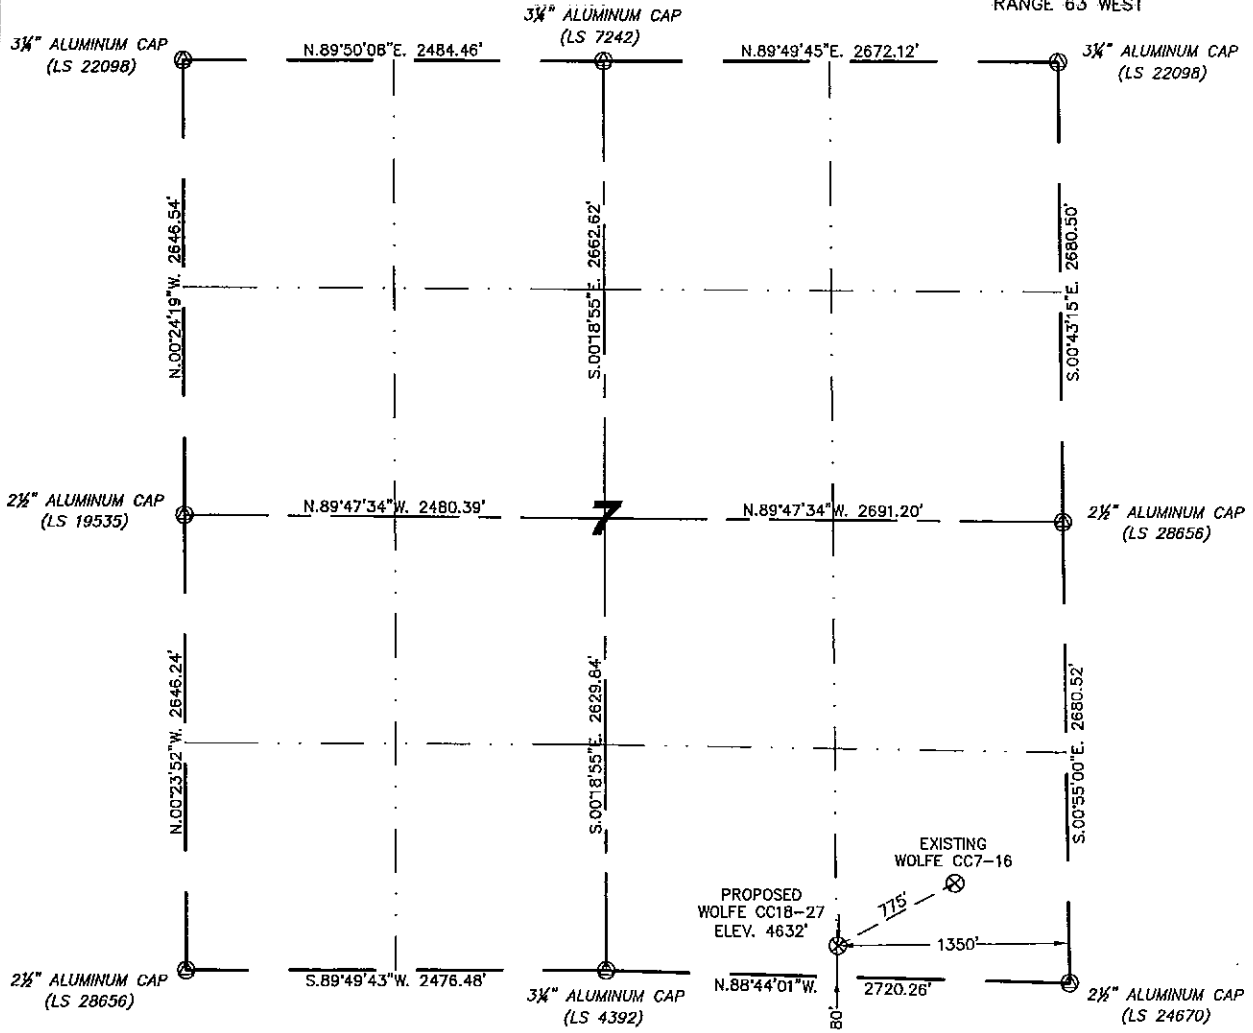 RANGE 63 WEST
3¼" ALUMINUM CAP
(LS 7242)
3¼" ALUMINUM CAP
(LS 22098)
N.89°50'08"E. 2484.46'
N.89°49'45"E. 2672.12'
3¼" ALUMINUM CAP
(LS 22098)
N.00°24'19"W. 2646.54'
S.00°18'55"E. 2662.62'
S.00°43'15"E. 2680.50'
2½" ALUMINUM CAP
(LS 19535)
N.89°47'34"W. 2480.39'
7
N.89°47'34"W. 2691.20'
2½" ALUMINUM CAP
(LS 28656)
N.00°23'52"W. 2646.24'
S.00°18'55"E. 2629.84'
S.00°55'00"E. 2680.52'
EXISTING
WOLFE CC7-16
PROPOSED
WOLFE CC18-27
ELEV. 4632'
775'
1350'
2½" ALUMINUM CAP
(LS 28656)
S.89°49'43"W. 2476.48'
3¼" ALUMINUM CAP
(LS 4392)
N.88°44'01"W. 2720.26'
80'
2½" ALUMINUM CAP
(LS 24670)